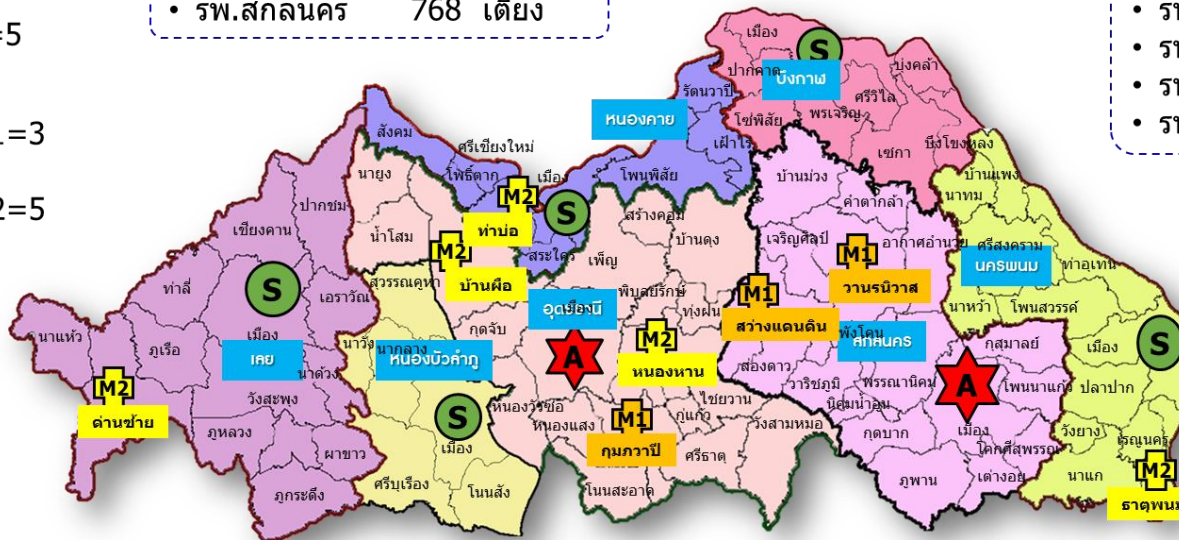 • รพ.สกลนคร 768 เตียง
=5
=3
2=5
• รพ
• รพ
• รพ
• รพ
เมือง
S
ปากคาด
บึงกาฬ
บุ่งคล้า
ศรีวิไล
พรเจริญ
โซ่พิสัย
เซกา
บึงโขงหลง
รัตนวาปี
หนองคาย
เฝ้าไร่
โพนพิสัย
สังคม
ศรีเชียงใหม่
โพธิ์ตาก
เมือง
M2
ท่าบ่อ
S
สระใคร
นายูง
น้ำโสม
M2
บ้านผือ
สร้างคอม
บ้านดุง
เพ็ญ
พิบูลย์รักษ์
ทุ่งฝน
กุดจับ
เมือง
อุดรธานี
A
M2
หนองหาน
ไชยวาน
กู่แก้ว
หนองวัวซอ
หนองแสง
M1
กุมภวาปี
ศรีธาตุ
วังสามหมอ
โนนสะอาด
บ้านม่วง
คำตากล้า
เจริญศิลป์
อากาศอำนวย
M1
วานรนิวาส
M1
สว่างแดนดิน
พังโคน
สกลนคร
ส่องดาว
วาริชภูมิ
พรรณานิคม
นิคมน้ำอูน
กุดบาก
A
เมือง
กุสุมาลย์
โพนนาแก้ว
โคกศรีสุพรรณ
เต่างอย
ภูพาน
บ้านแพง
นาทม
ศรีสงคราม
นครพนม
ท่าอุเทน
นาหว้า
โพนสวรรค์
เมือง
S
ปลาปาก
วังยาง
เรณูนคร
นาแก
M2
ธาตุพนม
ปากชม
เชียงคาน
ท่าลี่
S
เอราวัณ
เมือง
เลย
นาแห้ว
ภูเรือ
นาด้วง
M2
ด่านซ้าย
วังสะพุง
ภูหลวง
ผาขาว
ภูกระดึง
สุวรรณคูหา
นาวัง
นากลาง
หนองบัวลำภู
S
เมือง
ศรีบุเรือง
โนนสัง